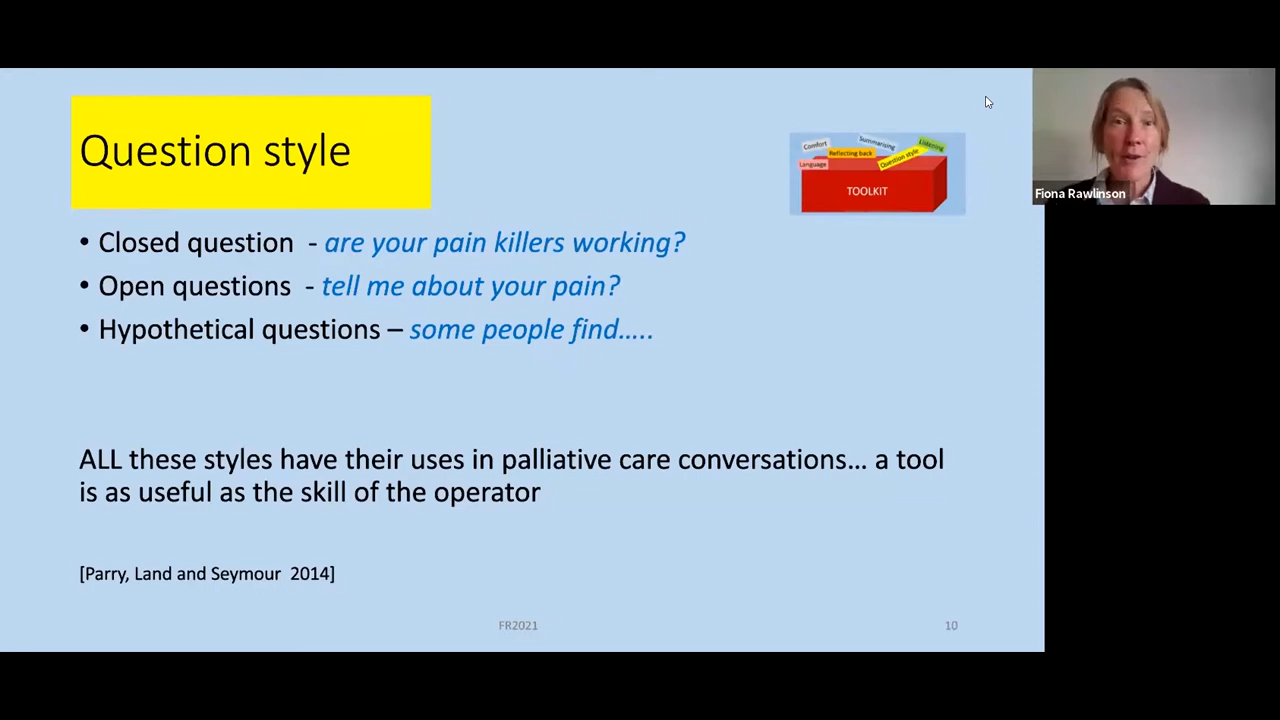 Question style
Comfort
Summarising
Listening
Reflecting back
Language
Question style
TOOLKIT
Fiona Rawlinson
• Closed question - are your pain killers working?
• Open questions - tell me about your pain?
• Hypothetical questions – some people find.....
ALL these styles have their uses in palliative care conversations... a tool
is as useful as the skill of the operator
[Parry, Land and Seymour 2014]
FR2021
10